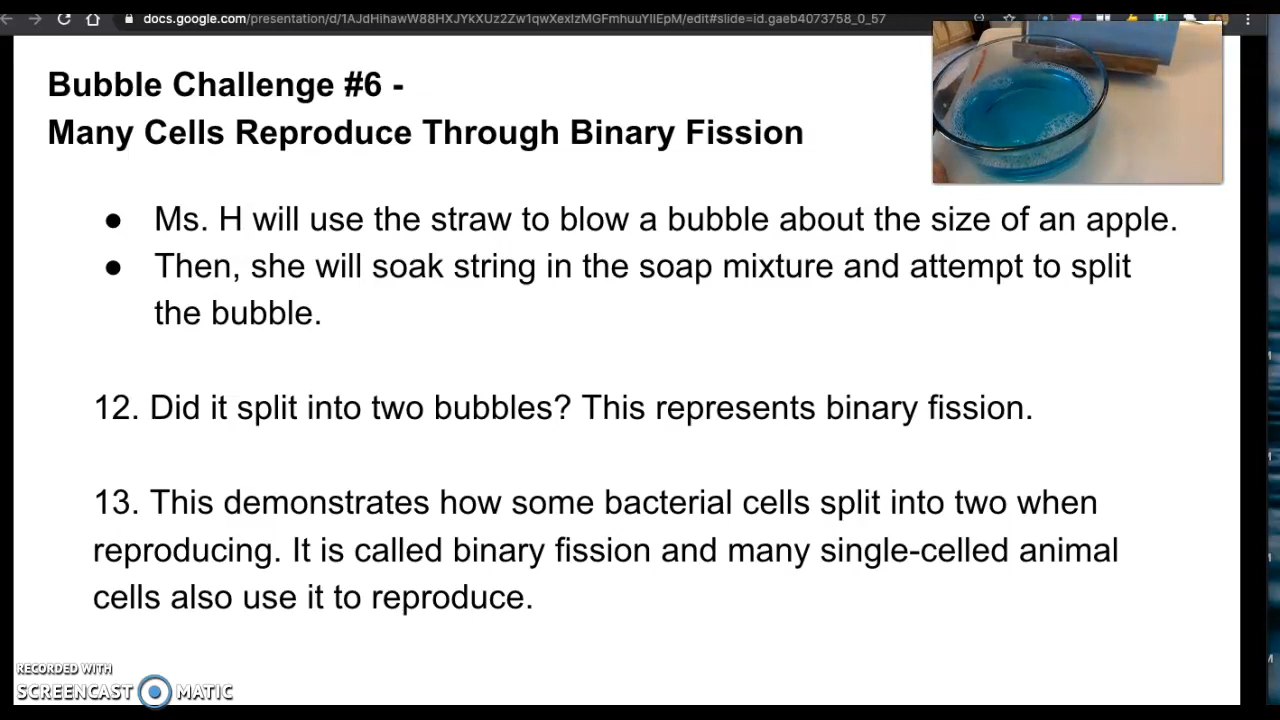 docs.google.com/presentation/d/1AJdHihawW88HXJYkXUz2Zw1qwXexIzMGFmhuuYIlEpM/edit#slide=id.gaeb4073758_0_57
Bubble Challenge #6 -
Many Cells Reproduce Through Binary Fission
● Ms. H will use the straw to blow a bubble about the size of an apple.
● Then, she will soak string in the soap mixture and attempt to split
the bubble.
12. Did it split into two bubbles? This represents binary fission.
13. This demonstrates how some bacterial cells split into two when
reproducing. It is called binary fission and many single-celled animal
cells also use it to reproduce.
RECORDED WITH
SCREENCAST MATIC